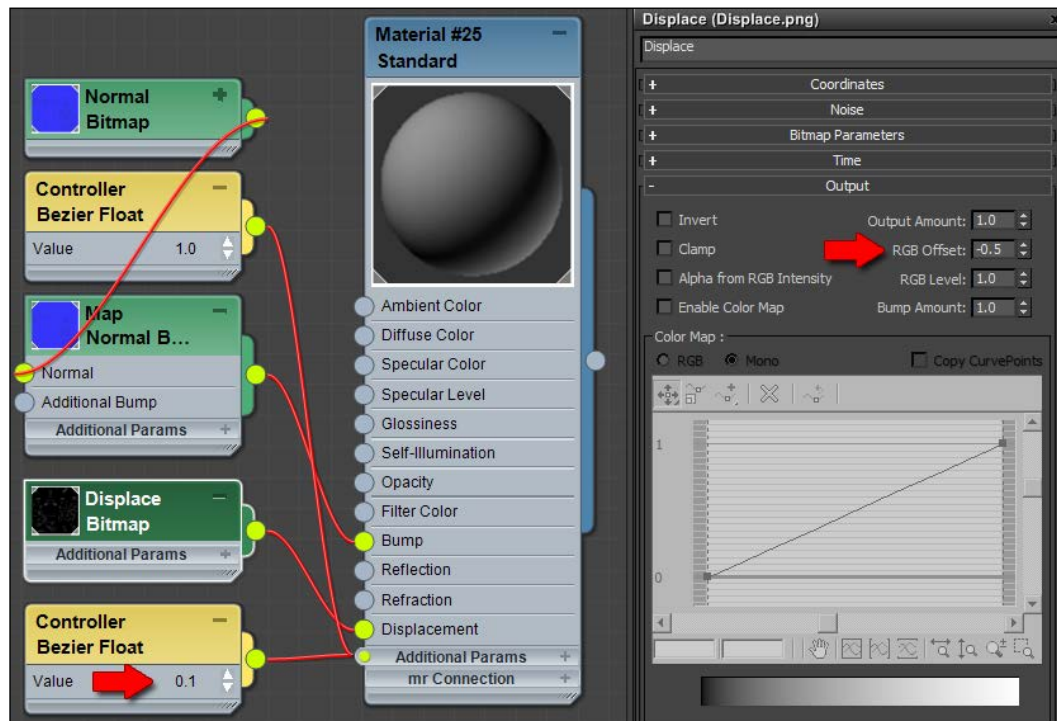 Normal
Bitmap
Controller
Bezier Float
Value 1.0
Map
Normal B...
Normal
Additional Bump
Additional Params
Displace
Bitmap
Additional Params
Controller
Bezier Float
Value 0.1
Material #25
Standard
Ambient Color
Diffuse Color
Specular Color
Specular Level
Glossiness
Self-Illumination
Opacity
Filter Color
Bump
Reflection
Refraction
Displacement
Additional Params
mr Connection
Displace (Displace.png)
Displace
Coordinates
Noise
Bitmap Parameters
Time
Output
Invert Output Amount: 1.0
Clamp RGB Offset: -0.5
Alpha from RGB Intensity RGB Level: 1.0
Enable Color Map Bump Amount: 1.0
Color Map :
RGB Mono Copy CurvePoints
1
0